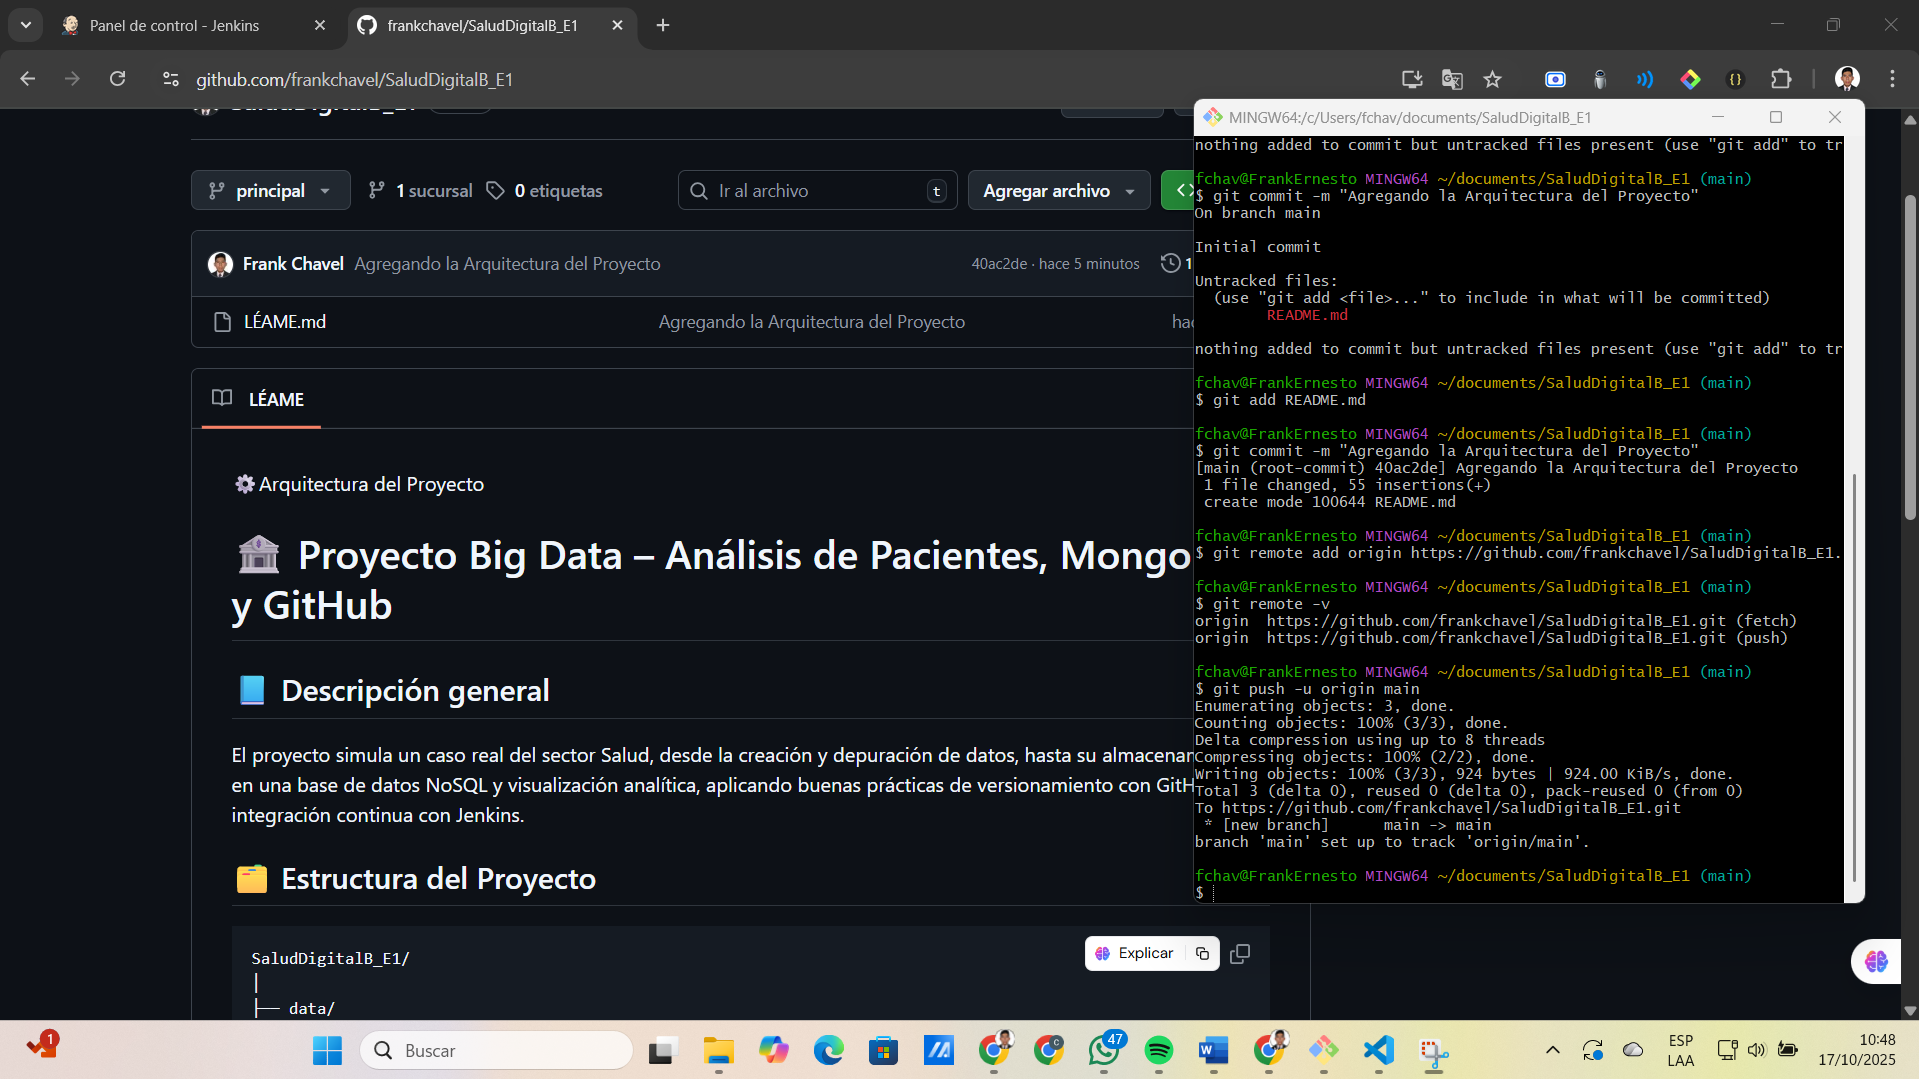 Panel de control - Jenkins
frankchavel/SaludDigitalB_E1
github.com/frankchavel/SaludDigitalB_E1
principal
1 sucursal
0 etiquetas
Ir al archivo
t
Agregar archivo
Frank Chavel
Agregando la Arquitectura del Proyecto
40ac2de · hace 5 minutos
1
LÉAME.md
Agregando la Arquitectura del Proyecto
LÉAME
Arquitectura del Proyecto
Proyecto Big Data – Análisis de Pacientes, Mongo
y GitHub
Descripción general
El proyecto simula un caso real del sector Salud, desde la creación y depuración de datos, hasta su
en una base de datos NoSQL y visualización analítica, aplicando buenas prácticas de versionamiento con
integración continua con Jenkins.
Estructura del Proyecto
SaludDigitalB_E1/
│
├── data/
Explicar
MINGW64:/c/Users/fchav/documents/SaludDigitalB_E1
nothing added to commit but untracked files present (use "git add" to tr
fchav@FrankErnesto MINGW64 ~/documents/SaludDigitalB_E1 (main)
$ git commit -m "Agregando la Arquitectura del Proyecto"
On branch main
Initial commit
Untracked files:
(use "git add <file>..." to include in what will be committed)
README.md
nothing added to commit but untracked files present (use "git add" to tr
fchav@FrankErnesto MINGW64 ~/documents/SaludDigitalB_E1 (main)
$ git add README.md
fchav@FrankErnesto MINGW64 ~/documents/SaludDigitalB_E1 (main)
$ git commit -m "Agregando la Arquitectura del Proyecto"
[main (root-commit) 40ac2de] Agregando la Arquitectura del Proyecto
1 file changed, 55 insertions(+)
create mode 100644 README.md
fchav@FrankErnesto MINGW64 ~/documents/SaludDigitalB_E1 (main)
$ git remote add origin https://github.com/frankchavel/SaludDigitalB_E1.
fchav@FrankErnesto MINGW64 ~/documents/SaludDigitalB_E1 (main)
$ git remote -v
origin  https://github.com/frankchavel/SaludDigitalB_E1.git (fetch)
origin  https://github.com/frankchavel/SaludDigitalB_E1.git (push)
fchav@FrankErnesto MINGW64 ~/documents/SaludDigitalB_E1 (main)
$ git push -u origin main
Enumerating objects: 3, done.
Counting objects: 100% (3/3), done.
Delta compression using up to 8 threads
Compressing objects: 100% (2/2), done.
Writing objects: 100% (3/3), 924 bytes | 924.00 KiB/s, done.
Total 3 (delta 0), reused 0 (delta 0), pack-reused 0 (from 0)
To https://github.com/frankchavel/SaludDigitalB_E1.git
* [new branch]      main -> main
branch 'main' set up to track 'origin/main'.
fchav@FrankErnesto MINGW64 ~/documents/SaludDigitalB_E1 (main)
$
1
Buscar
47
ESP
LAA
10:48
17/10/2025